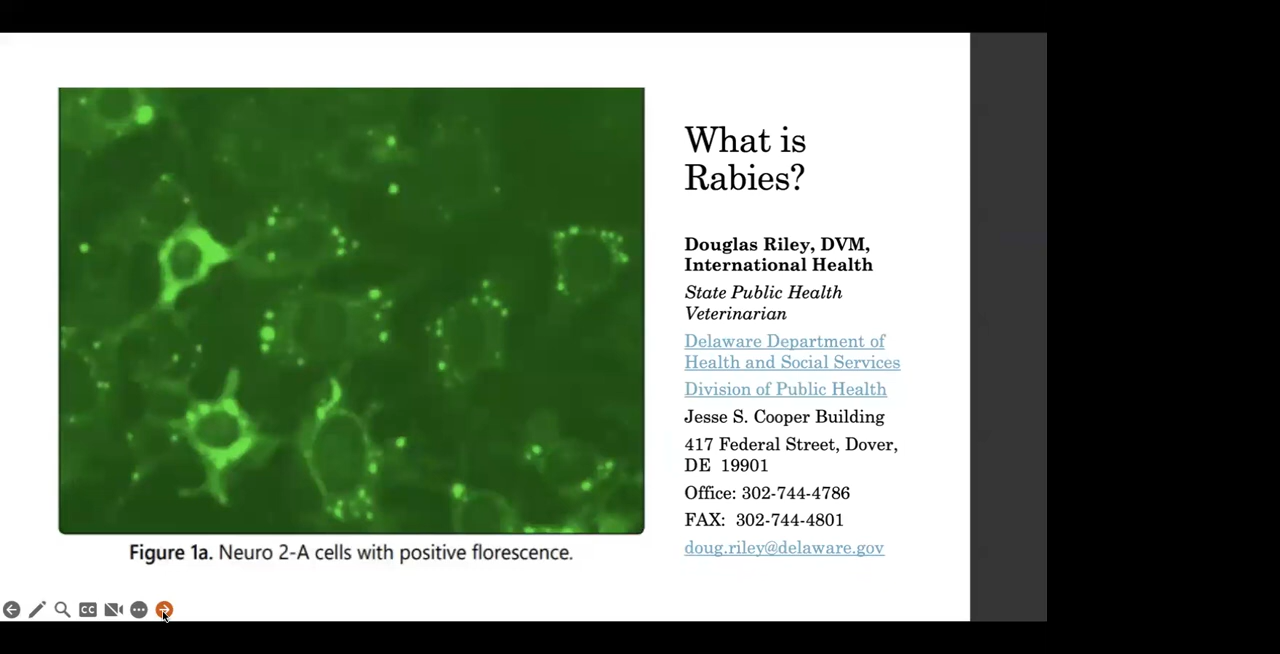 What is
Rabies?
Douglas Riley, DVM,
International Health
State Public Health
Veterinarian
Delaware Department of
Health and Social Services
Division of Public Health
Jesse S. Cooper Building
417 Federal Street, Dover,
DE 19901
Office: 302-744-4786
FAX: 302-744-4801
doug.riley@delaware.gov
Figure 1a. Neuro 2-A cells with positive florescence.
CC